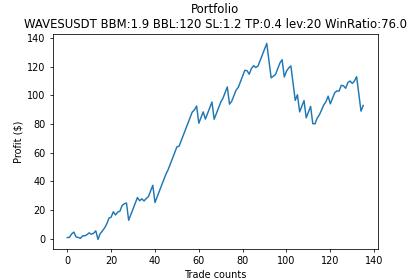 Portfolio
WAVESUSDT BBM:1.9 BBL:120 SL:1.2 TP:0.4 lev:20 WinRatio:76.0
140
120
100
80
60
40
20
0
Profit ($)
0 20 40 60 80 100 120 140
Trade counts